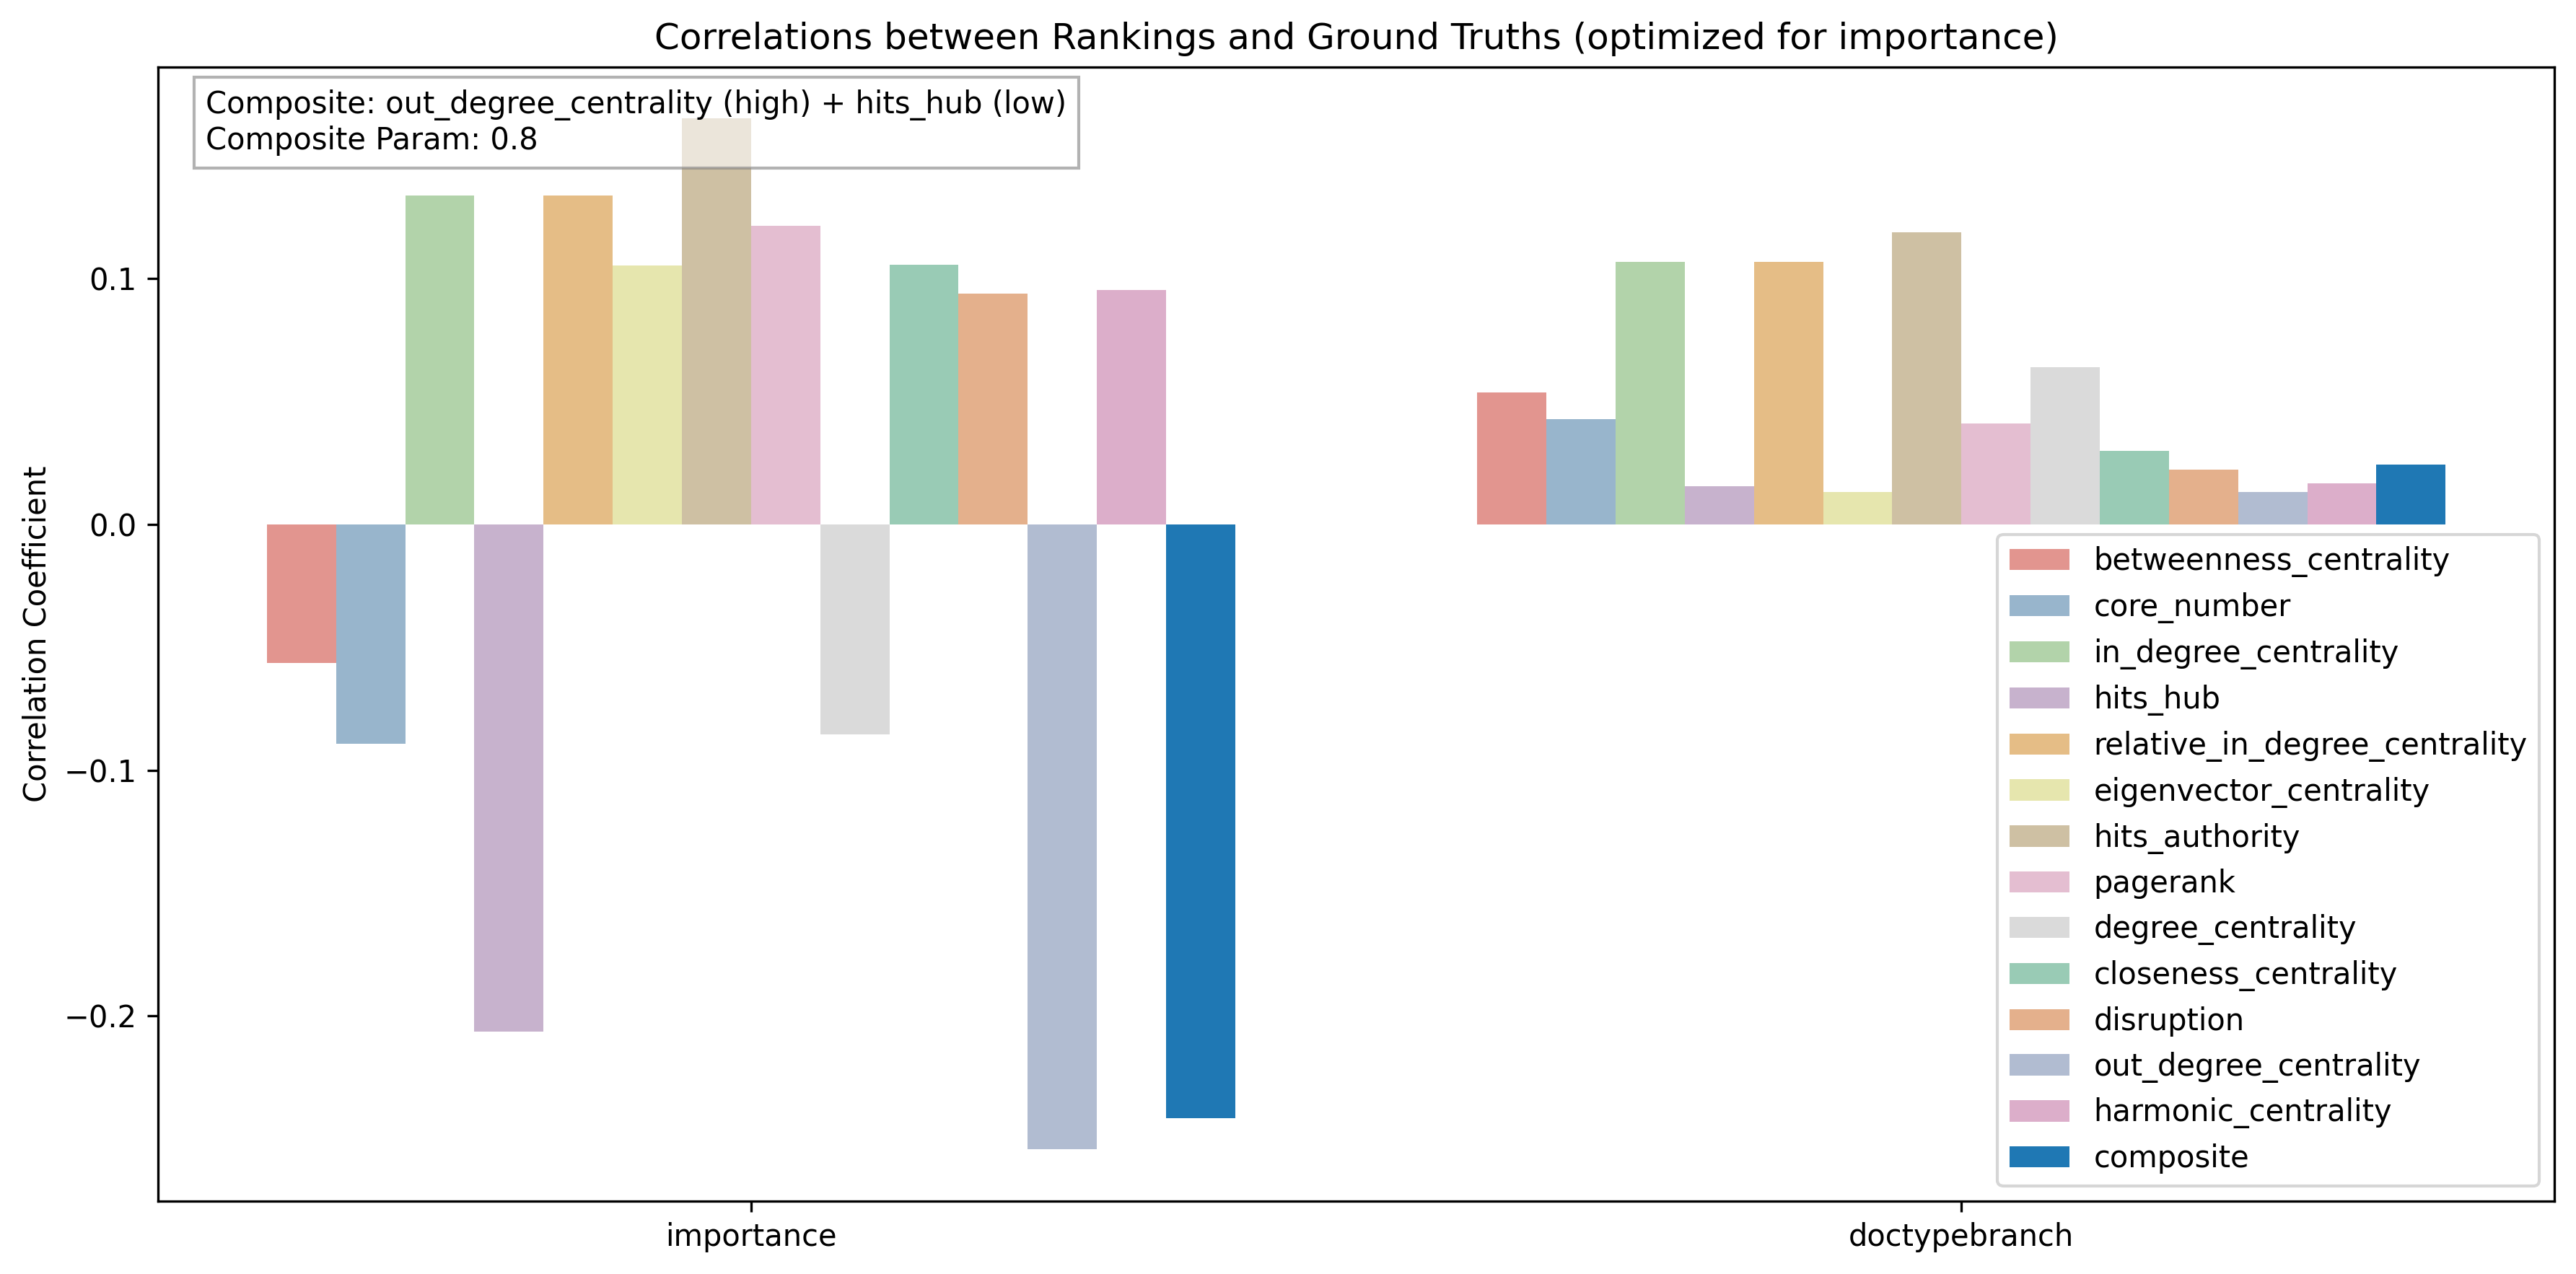 Correlations between Rankings and Ground Truths (optimized for importance)
Composite: out_degree_centrality (high) + hits_hub (low)
Composite Param: 0.8
Correlation Coefficient
0.1
0.0
−0.1
−0.2
importance
doctypebranch
betweenness_centrality
core_number
in_degree_centrality
hits_hub
relative_in_degree_centrality
eigenvector_centrality
hits_authority
pagerank
degree_centrality
closeness_centrality
disruption
out_degree_centrality
harmonic_centrality
composite